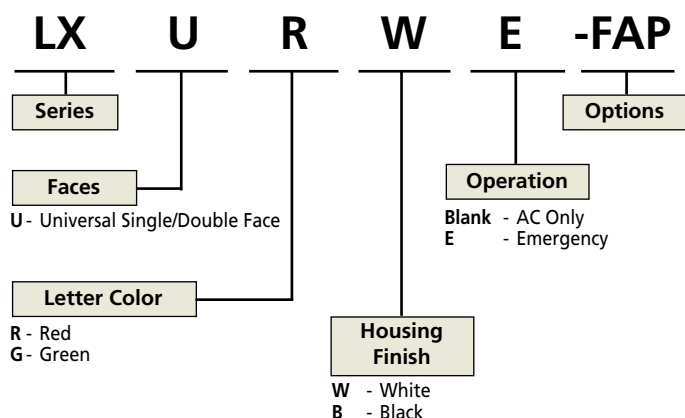 LX U R W E -FAP
Series
Options
Faces
Operation
U - Universal Single/Double Face
Blank - AC Only
E - Emergency
Letter Color
R - Red
G - Green
Housing
Finish
W - White
B - Black